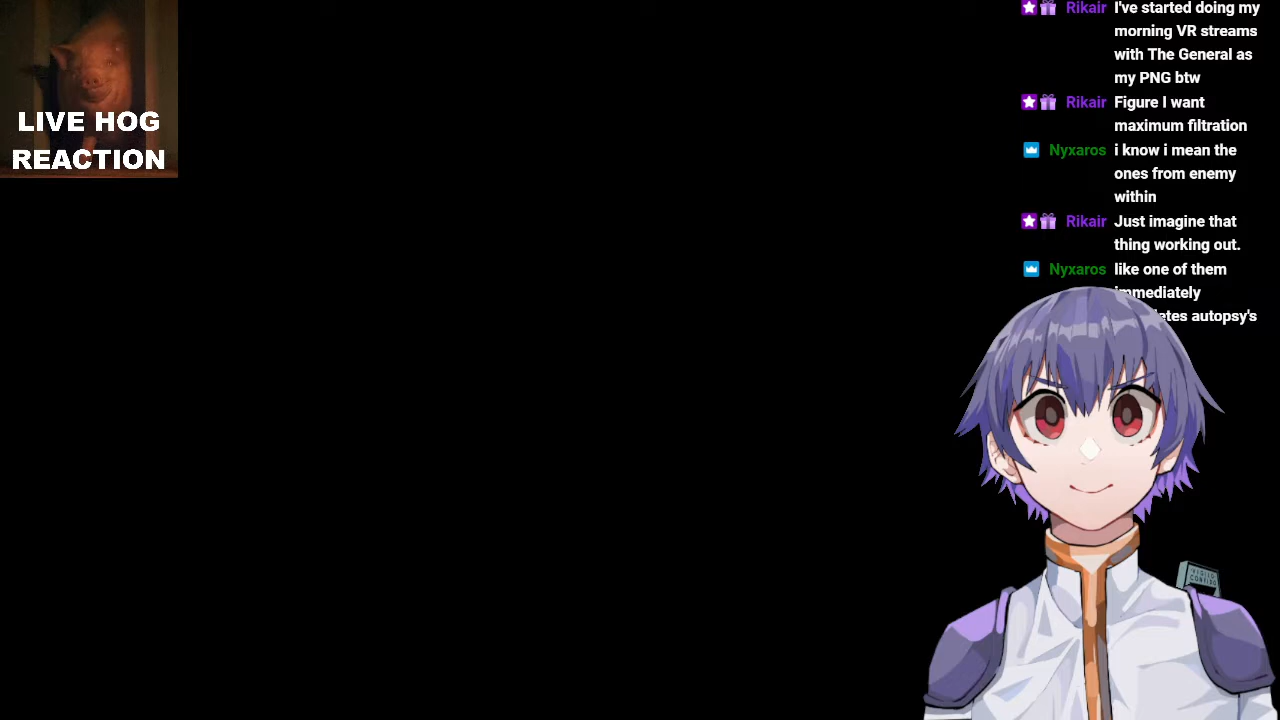 LIVE HOG
REACTION
Rikair I've started doing my
morning VR streams
with The General as
my PNG btw
Rikair Figure I want
maximum filtration
Nyxaros i know i mean the
ones from enemy
within
Rikair Just imagine that
thing working out.
Nyxaros like one of them
immediately
autopsy's
VIGILO
CONFIDO